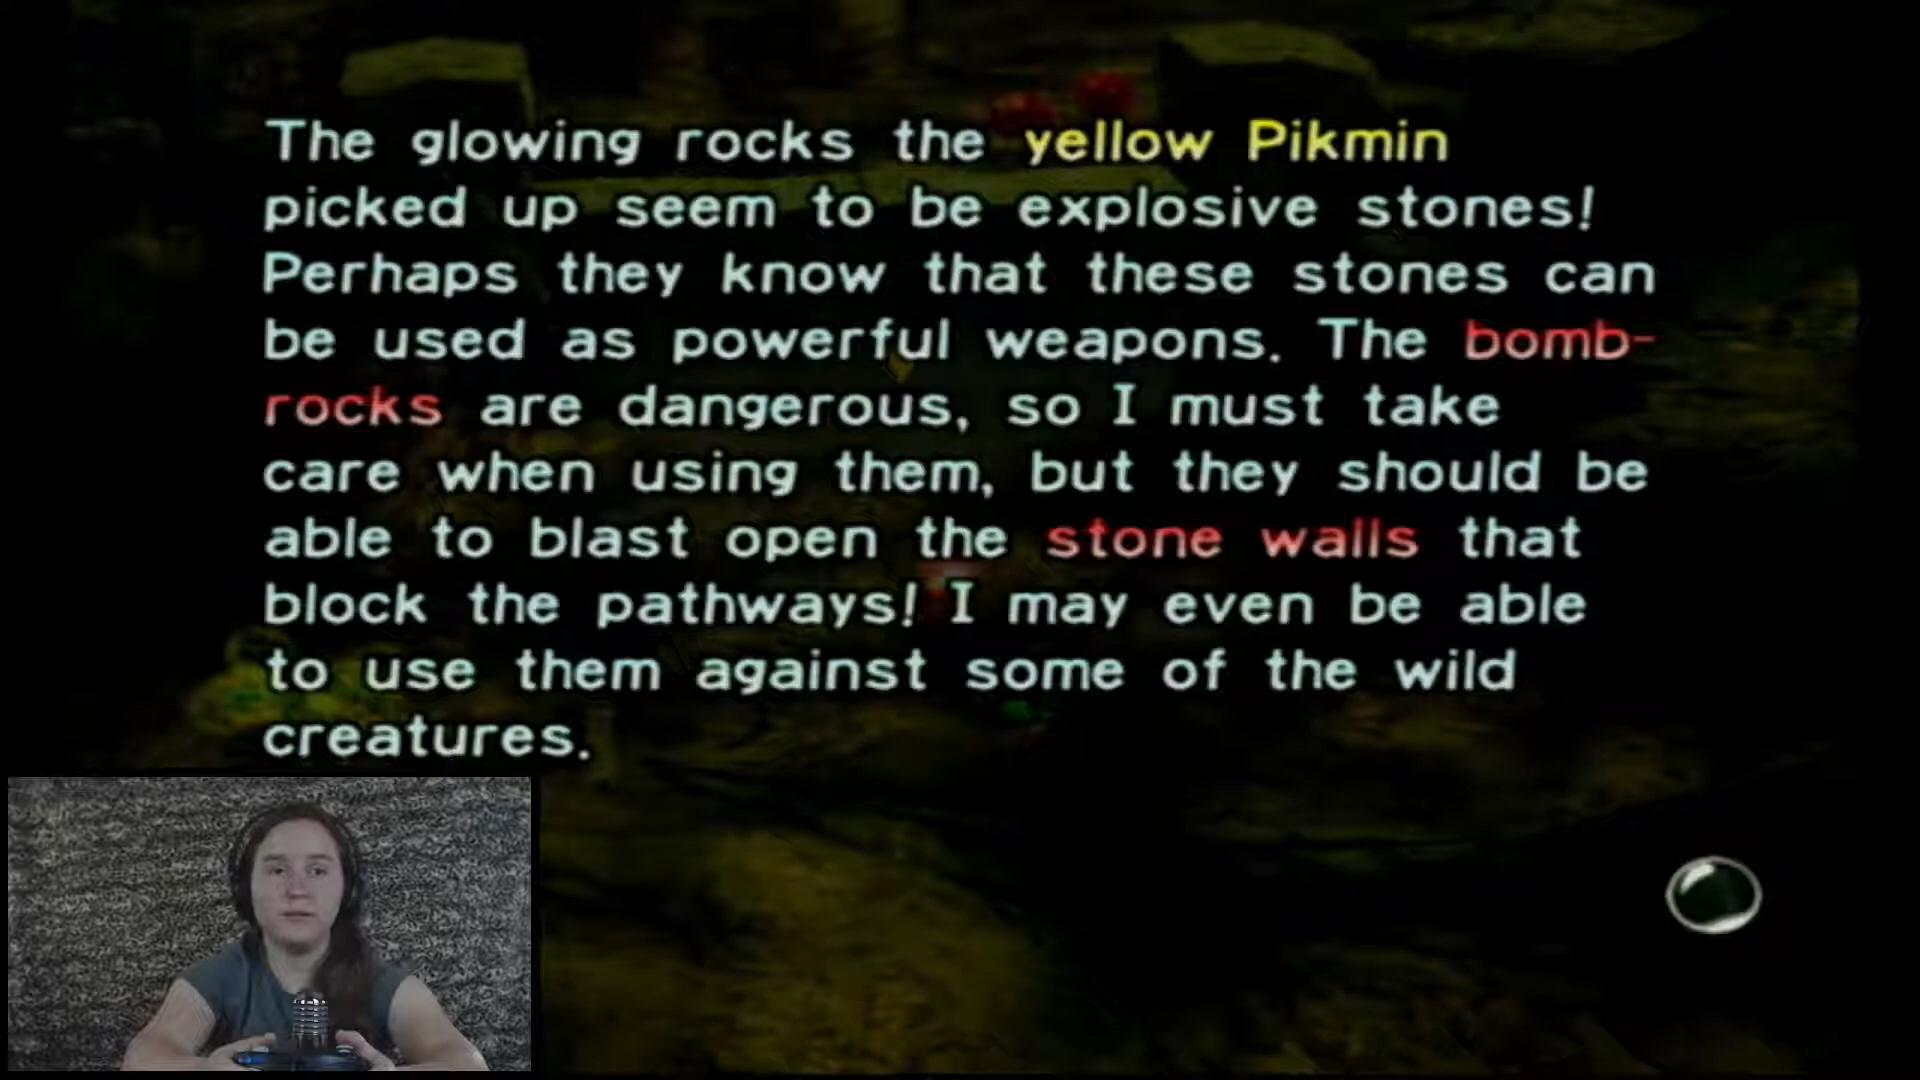 The glowing rocks the yellow Pikmin
picked up seem to be explosive stones!
Perhaps they know that these stones can
be used as powerful weapons. The bomb-
rocks are dangerous, so I must take
care when using them, but they should be
able to blast open the stone walls that
block the pathways! I may even be able
to use them against some of the wild
creatures.